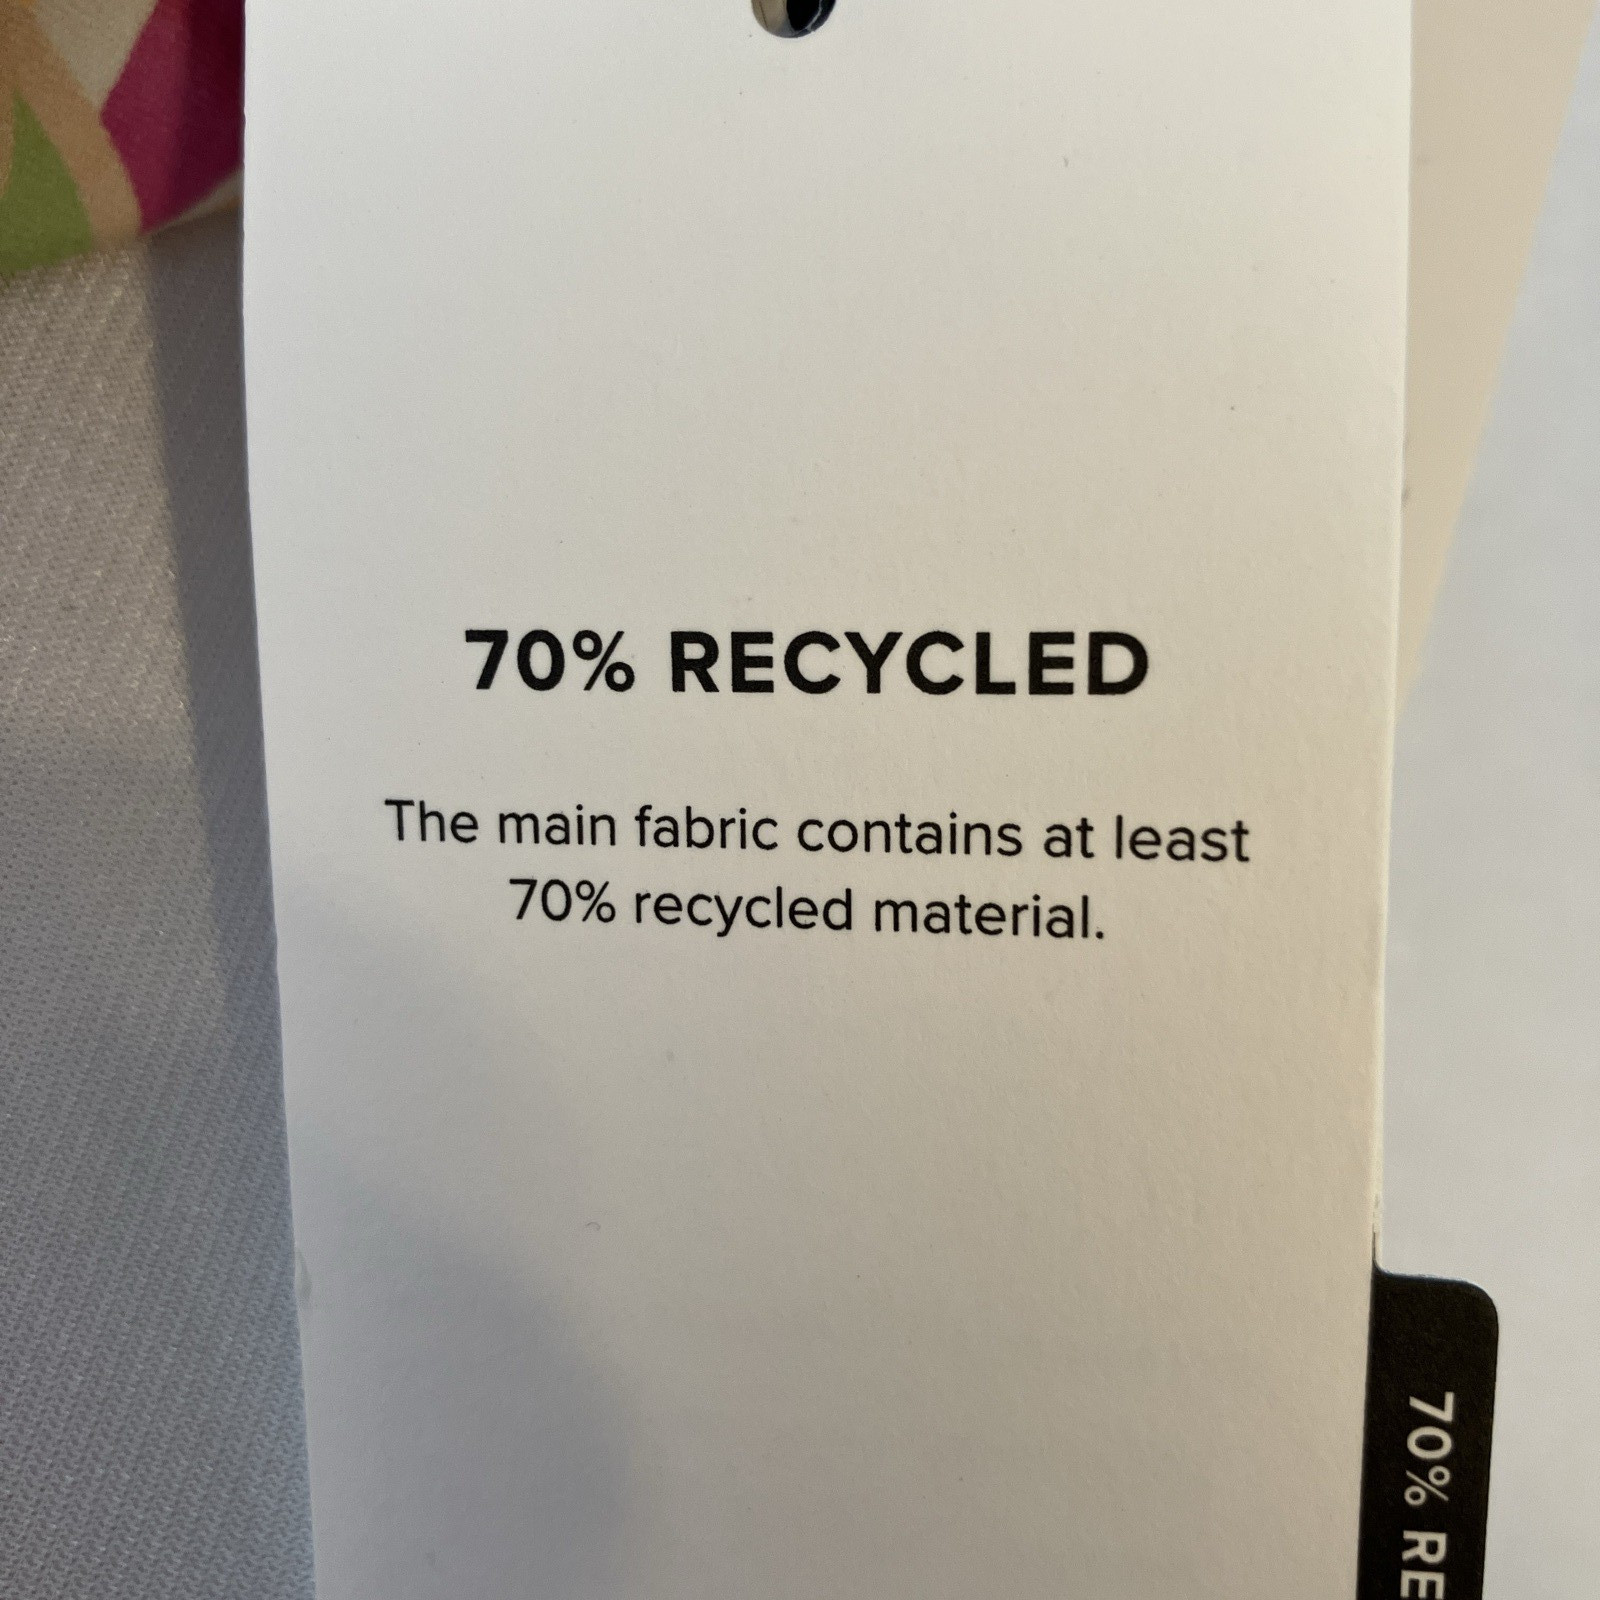 70% RECYCLED
The main fabric contains at least
70% recycled material.
70% RE